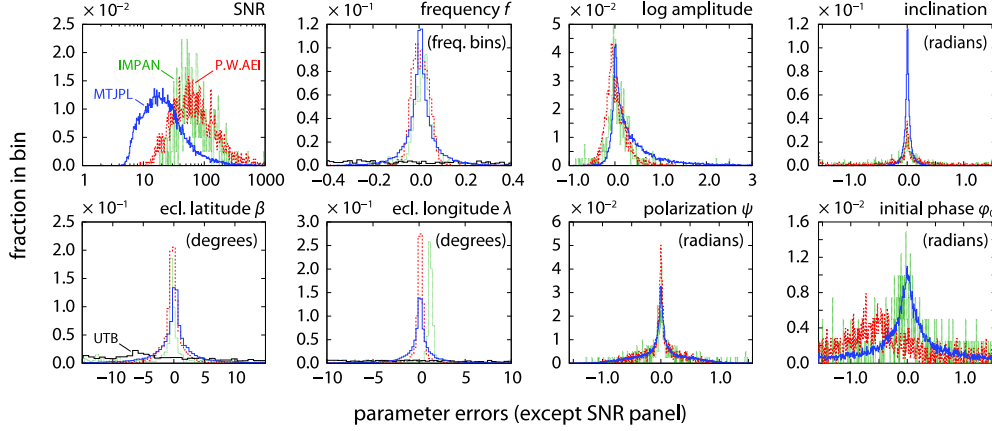 × 10⁻² SNR
2.5
2.0
1.5
1.0
0.5
0.0
1 10 100 1000
IMPAN
P.W.AEI
MTJPL
× 10⁻¹ frequency f
(freq. bins)
1.2
1.0
0.8
0.6
0.4
0.2
0.0
−0.4 −0.2 0.0 0.2 0.4
× 10⁻² log amplitude
5
4
3
2
1
0
−1.0 0.0 1.0 2.0 3
× 10⁻¹ inclination
(radians)
1.2
1.0
0.8
0.6
0.4
0.2
0.0
−1.0 0.0 1.0
fraction in bin
× 10⁻¹ ecl. latitude β
(degrees)
2.5
2.0
1.5
1.0
0.5
0.0
−10 −5 0 5 10
UTB
× 10⁻¹ ecl. longitude λ
(degrees)
3.0
2.5
2.0
1.5
1.0
0.5
0.0
−10 −5 0 5 10
× 10⁻² polarization ψ
(radians)
6
5
4
3
2
1
0
−1.0 0.0 1.0
× 10⁻² initial phase φ₀
(radians)
1.6
1.2
0.8
0.4
0.0
−1.0 0.0 1.0
parameter errors (except SNR panel)